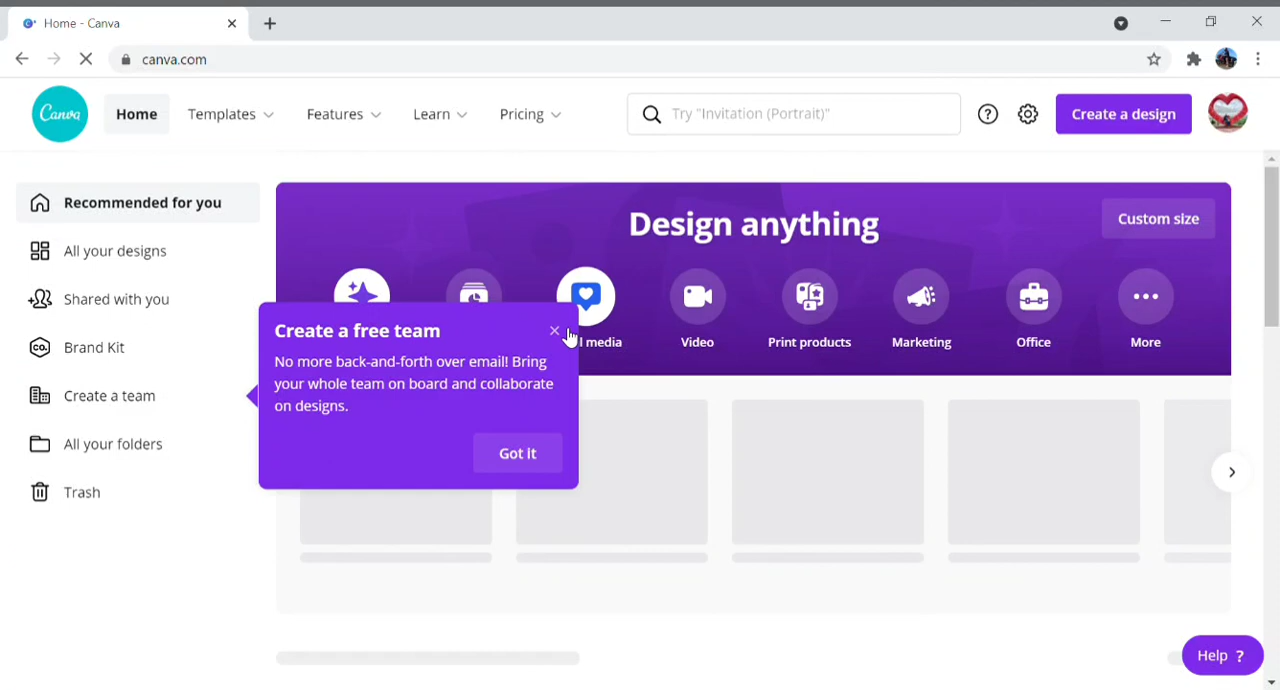 Home - Canva
canva.com
Canva
Home
Templates
Features
Learn
Pricing
Try "Invitation (Portrait)"
Create a design
Recommended for you
All your designs
Shared with you
Brand Kit
Create a team
All your folders
Trash
Design anything
Custom size
l media
Video
Print products
Marketing
Office
More
Create a free team
No more back-and-forth over email! Bring
your whole team on board and collaborate
on designs.
Got it
Help ?